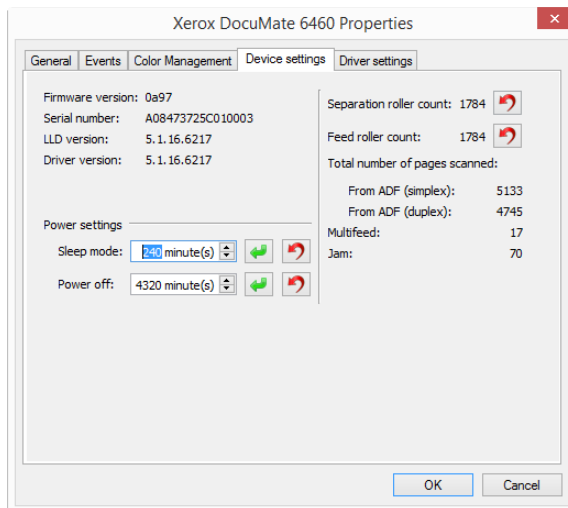 Xerox DocuMate 6460 Properties
General Events Color Management Device settings Driver settings
Firmware version: 0a97
Serial number: A08473725C010003
LLD version: 5.1.16.6217
Driver version: 5.1.16.6217
Power settings
Sleep mode: 240 minute(s)
Power off: 4320 minute(s)
Separation roller count: 1784
Feed roller count: 1784
Total number of pages scanned:
From ADF (simplex): 5133
From ADF (duplex): 4745
Multifeed: 17
Jam: 70
OK Cancel